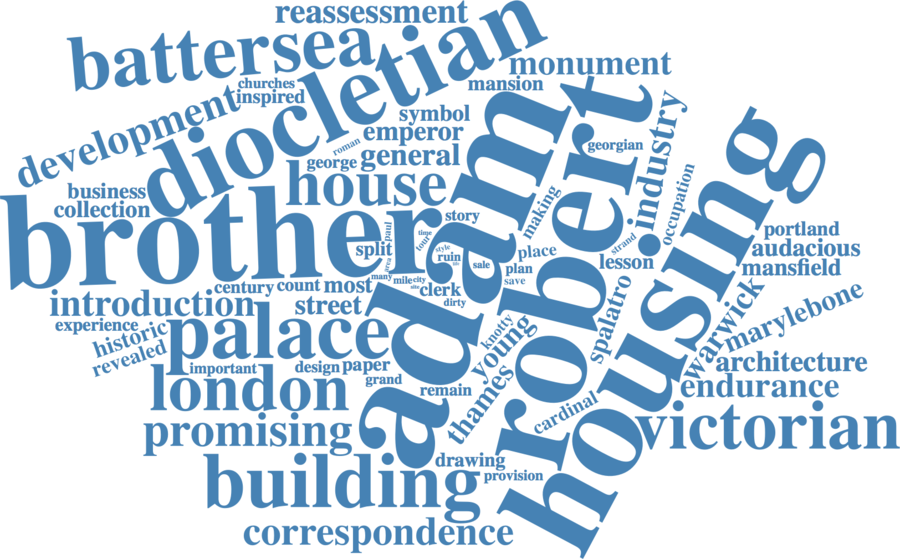 reassessment
battersea
diocletian
monument
mansion
churches
inspired
development
symbol
emperor
roman
george
general
georgian
adam
robert
industry
housing
occupation
making
house
business
collection
brother
story
split
paul
time
tour
style
ruin
sale
place
plan
save
strand
lesson
portland
audacious
mansfield
area
many
mile
city
site
clerk
dirty
century
count
most
street
introduction
experience
historic
revealed
palace
spalatro
warwick
marylebone
knotty
young
thames
important
design
paper
grand
remain
architecture
endurance
london
cardinal
victorian
promising
drawing
provision
building
correspondence